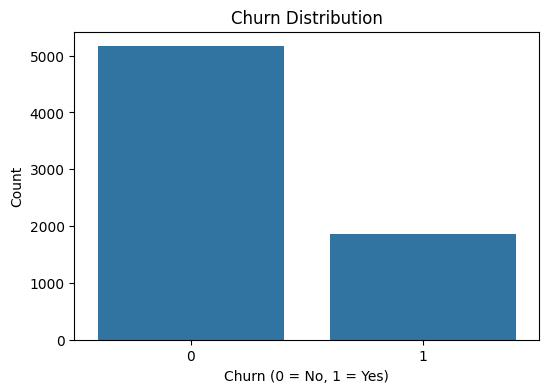 Churn Distribution
5000
4000
3000
2000
1000
0
Count
0 1
Churn (0 = No, 1 = Yes)